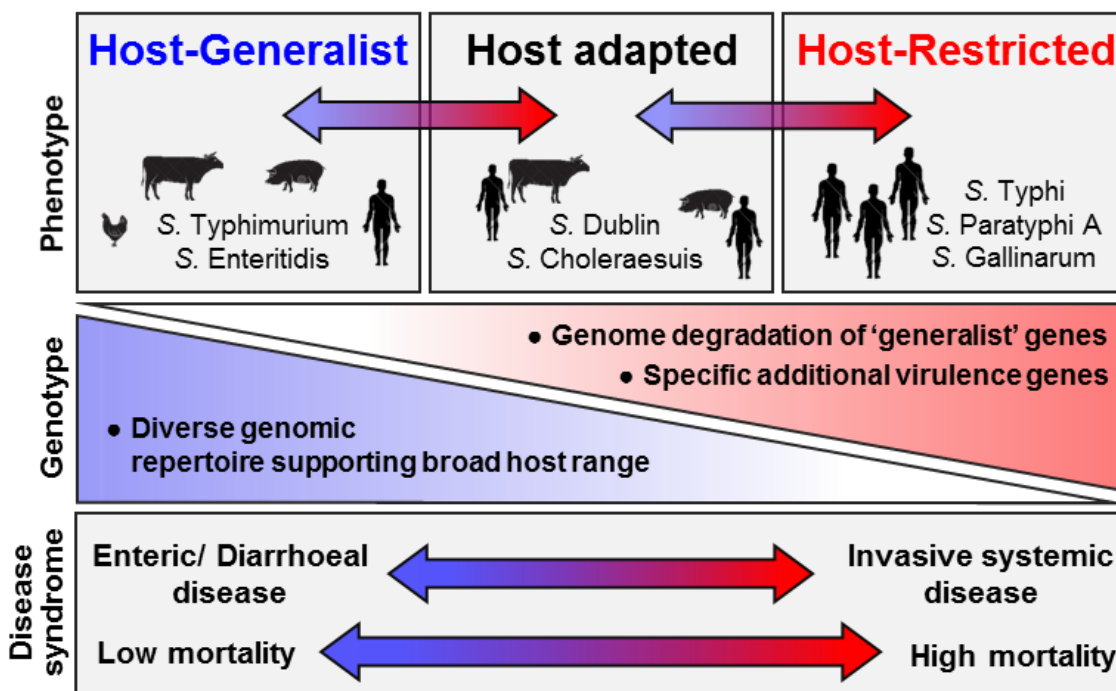 Phenotype
Host-Generalist
S. Typhimurium
S. Enteritidis
Host adapted
S. Dublin
S. Choleraesuis
Host-Restricted
S. Typhi
S. Paratyphi A
S. Gallinarum
Genotype
• Genome degradation of ‘generalist’ genes
• Specific additional virulence genes
• Diverse genomic
repertoire supporting broad host range
Disease
syndrome
Enteric/ Diarrhoeal
disease
Invasive systemic
disease
Low mortality
High mortality